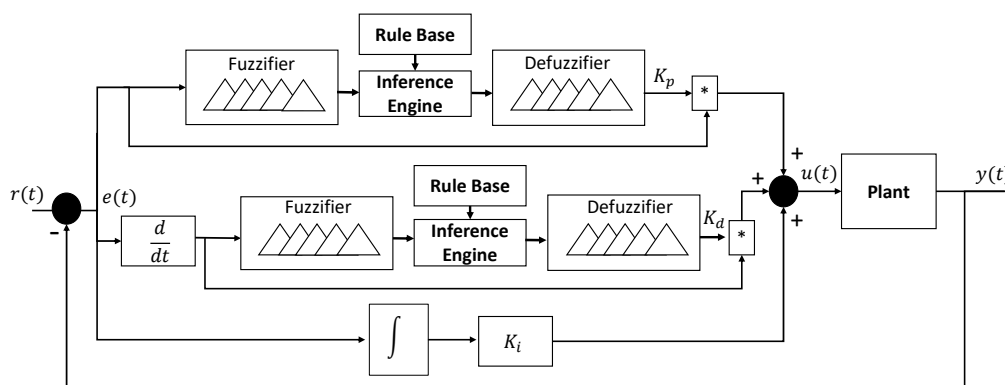 Rule Base
Fuzzifier
Inference
Engine
Defuzzifier
K_p
*
+
r(t)
e(t)
-
d
dt
Rule Base
Fuzzifier
Inference
Engine
Defuzzifier
K_d
*
+
+
u(t)
Plant
y(t)
∫
K_i